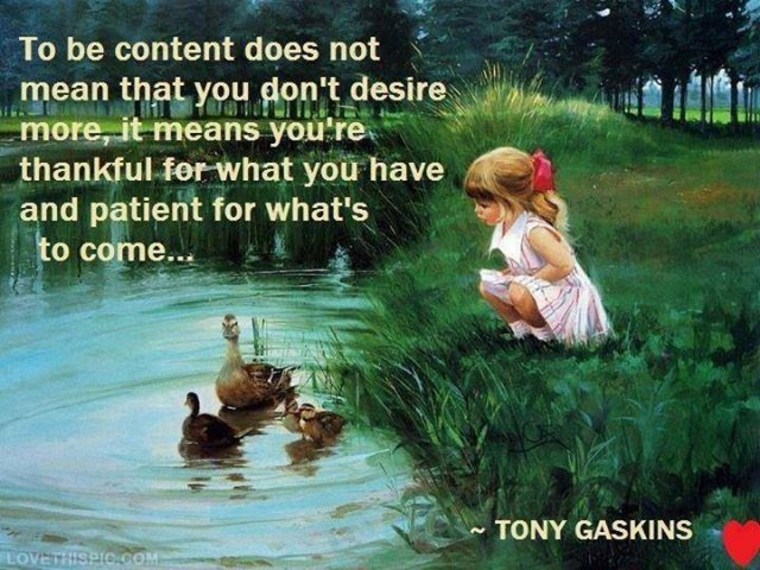 To be content does not
mean that you don't desire
more, it means you're
thankful for what you have
and patient for what's
to come...
~ TONY GASKINS
LOVETHISPIC.COM